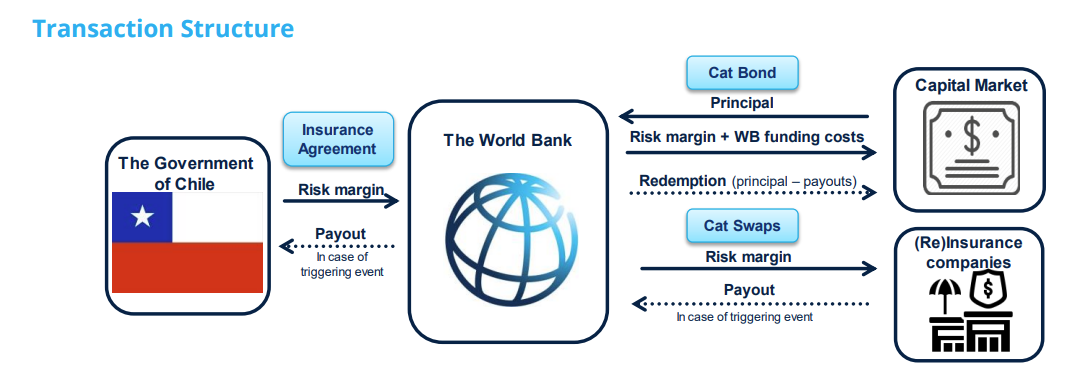 Transaction Structure
The Government
of Chile
Insurance
Agreement
Risk margin
Payout
In case of
triggering event
The World Bank
Cat Bond
Principal
Risk margin + WB funding costs
Redemption (principal – payouts)
Cat Swaps
Risk margin
Payout
In case of triggering event
Capital Market
$
(Re)Insurance
companies
$